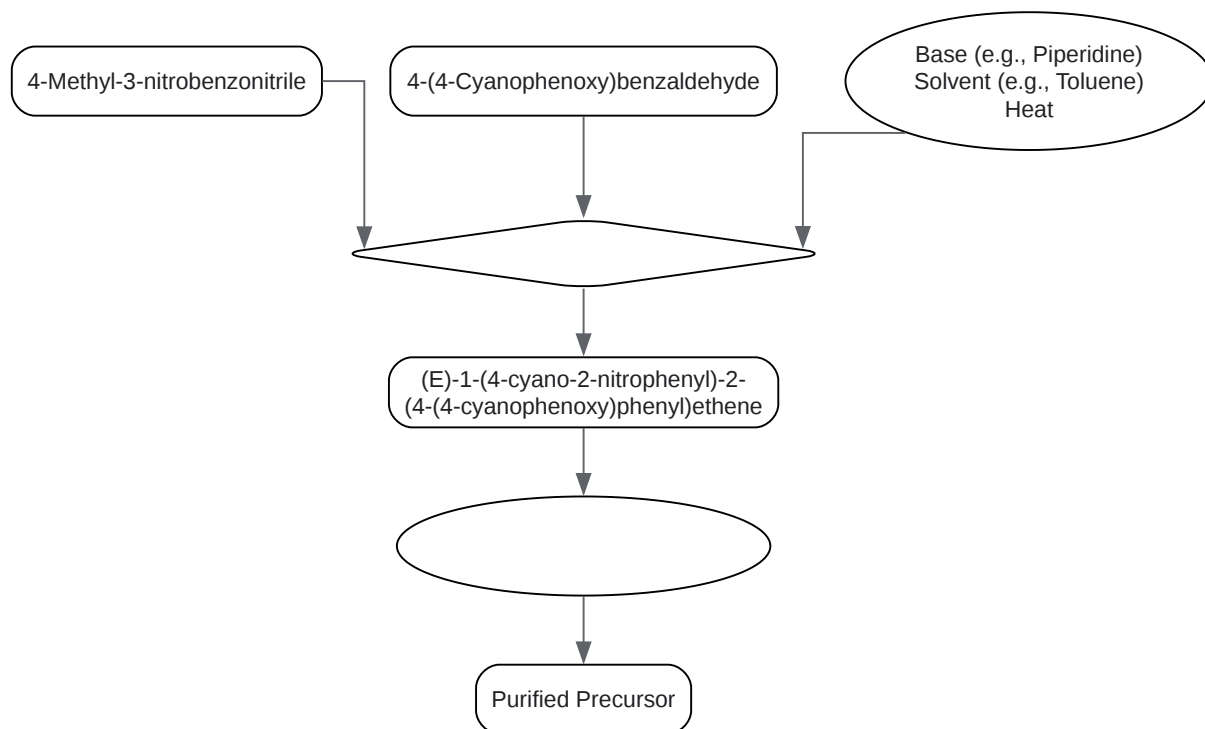 4-Methyl-3-nitrobenzonitrile
4-(4-Cyanophenoxy)benzaldehyde
Base (e.g., Piperidine)
Solvent (e.g., Toluene)
Heat
(E)-1-(4-cyano-2-nitrophenyl)-2-
(4-(4-cyanophenoxy)phenyl)ethene
Purified Precursor